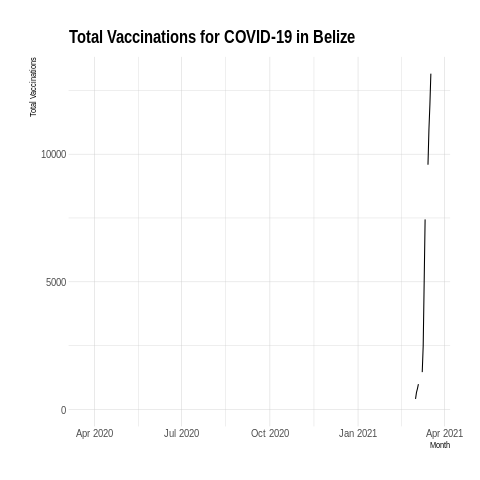 Total Vaccinations for COVID-19 in Belize
Total Vaccinations
10000
5000
0
Apr 2020
Jul 2020
Oct 2020
Jan 2021
Apr 2021
Month